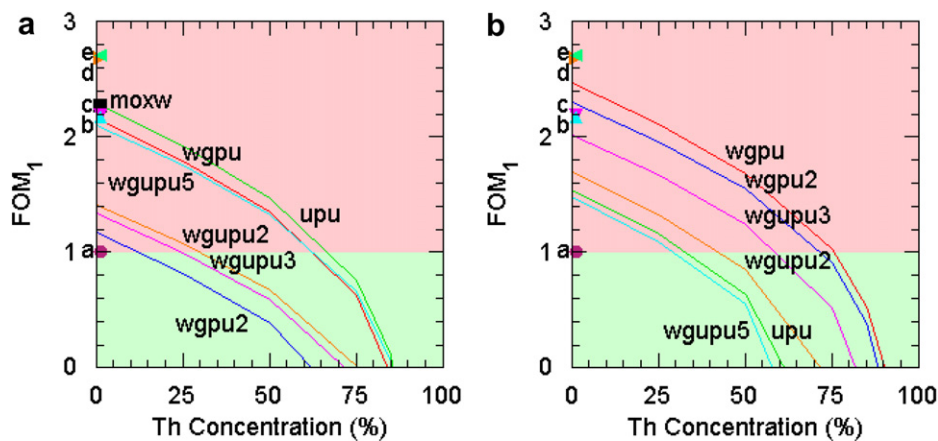 a
b
3
2
1
0
FOM1
e
d
c
b
a
moxw
wgpu
wgupu5
upu
wgupu2
wgupu3
wgpu2
0
25
50
75
100
Th Concentration (%)
3
2
1
0
FOM1
e
d
c
b
a
wgpu
wgpu2
wgupu3
wgupu2
wgupu5
upu
0
25
50
75
100
Th Concentration (%)